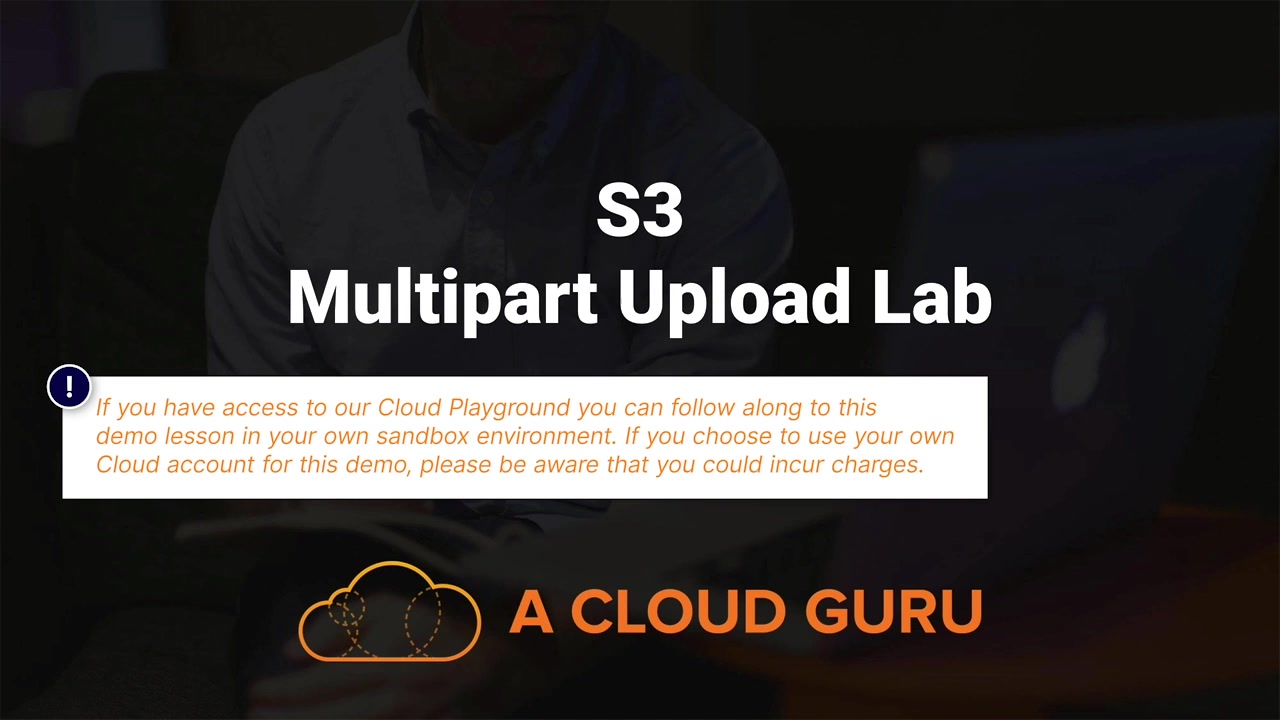 S3
Multipart Upload Lab
!
If you have access to our Cloud Playground you can follow along to this
demo lesson in your own sandbox environment. If you choose to use your own
Cloud account for this demo, please be aware that you could incur charges.
A CLOUD GURU